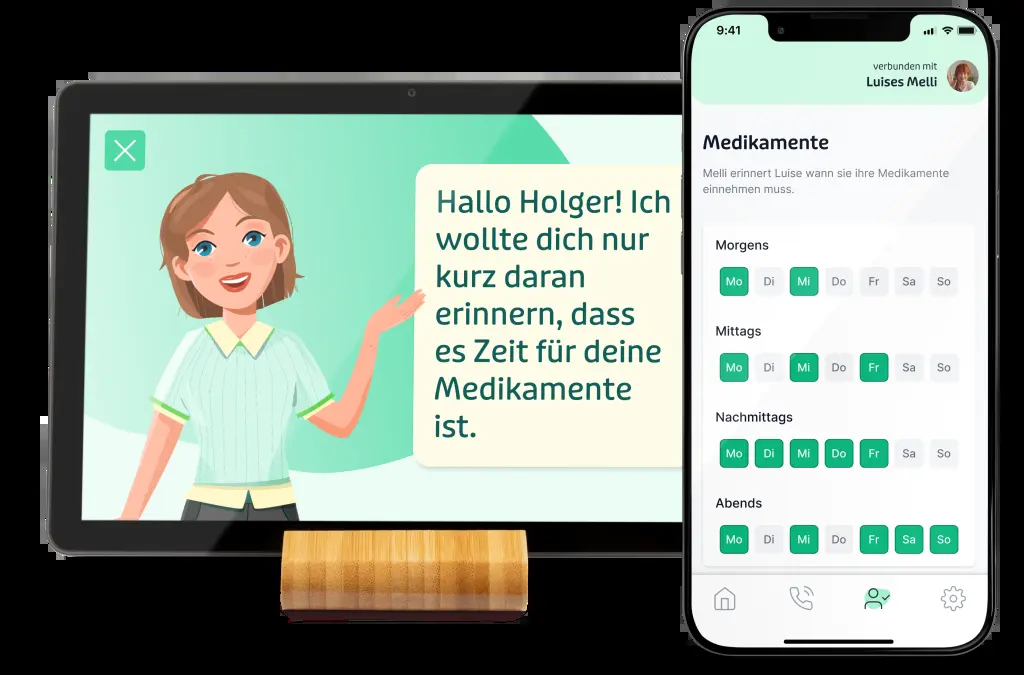 Hallo Holger! Ich
wollte dich nur
kurz daran
erinnern, dass
es Zeit für deine
Medikamente
ist.
9:41
verbunden mit
Luises Melli
Medikamente
Melli erinnert Luise wann sie ihre Medikamente
einnehmen muss.
Morgens
Mo Di Mi Do Fr Sa So
Mittags
Mo Di Mi Do Fr Sa So
Nachmittags
Mo Di Mi Do Fr Sa So
Abends
Mo Di Mi Do Fr Sa So